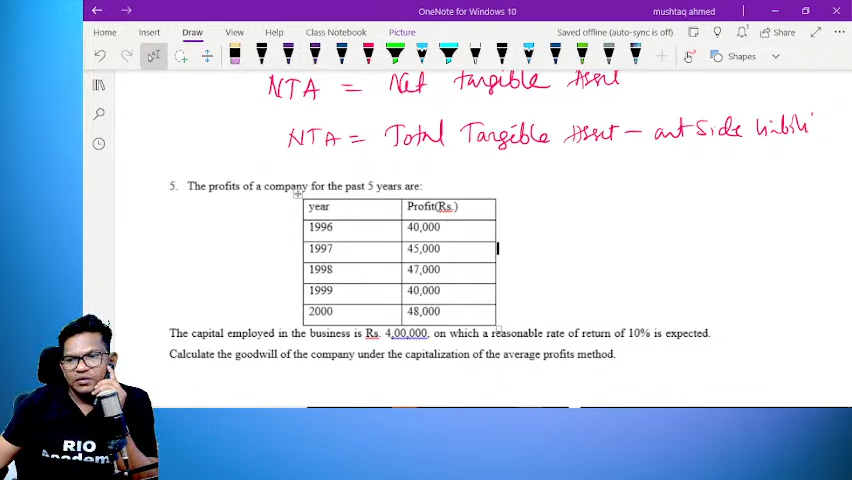 OneNote for Windows 10
mushtaq ahmed
Home Insert Draw View Help Class Notebook Picture Saved offline (auto-sync is off) 1 Share
Shapes
NTA = Net tangible Asset
NTA = Total Tangible Asset - out side
5. The profits of a company for the past 5 years are:
year Profit(Rs.)
1996 40,000
1997 45,000
1998 47,000
1999 40,000
2000 48,000
The capital employed in the business is Rs. 4,00,000, on which a reasonable rate of return of 10% is expected.
Calculate the goodwill of the company under the capitalization of the average profits method.
RIO
Academ